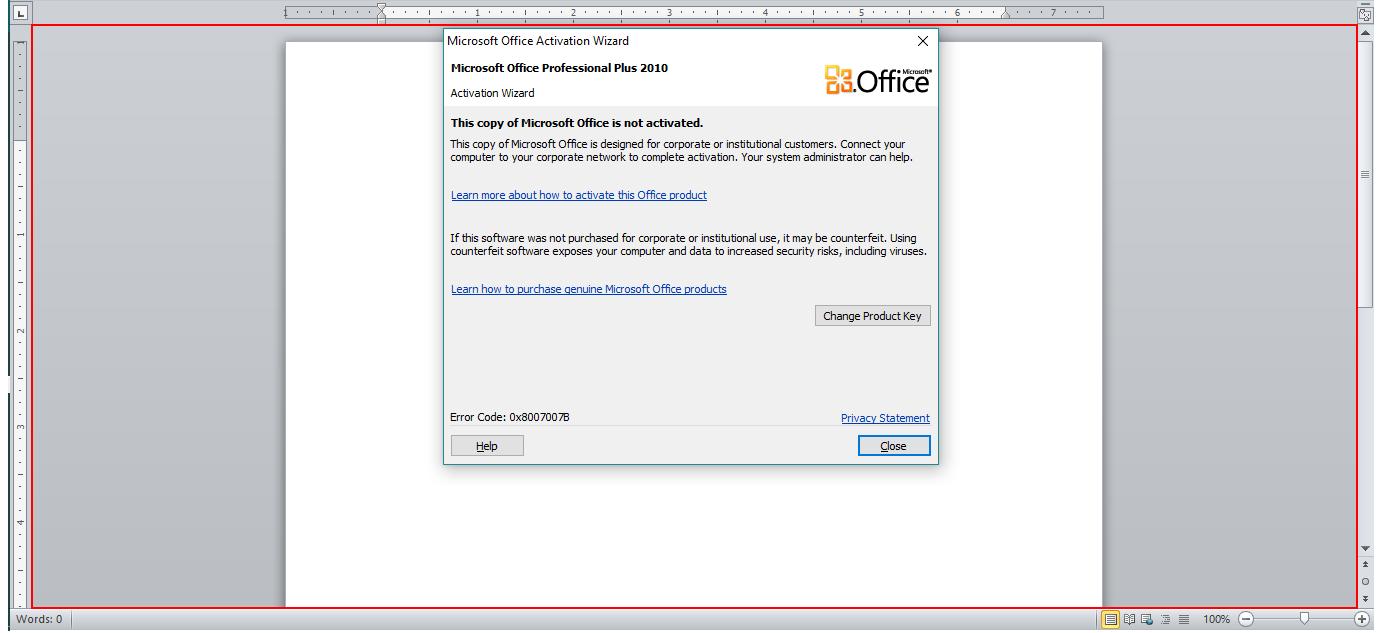 1 1 2 3 4 5 6 7
Microsoft Office Activation Wizard
Microsoft Office Professional Plus 2010
Microsoft®
Office
Activation Wizard
This copy of Microsoft Office is not activated.
This copy of Microsoft Office is designed for corporate or institutional customers. Connect your
computer to your corporate network to complete activation. Your system administrator can help.
Learn more about how to activate this Office product
If this software was not purchased for corporate or institutional use, it may be counterfeit. Using
counterfeit software exposes your computer and data to increased security risks, including viruses.
Learn how to purchase genuine Microsoft Office products
Change Product Key
Error Code: 0x8007007B
Privacy Statement
Help
Close
1
2
3
4
Words: 0
100%